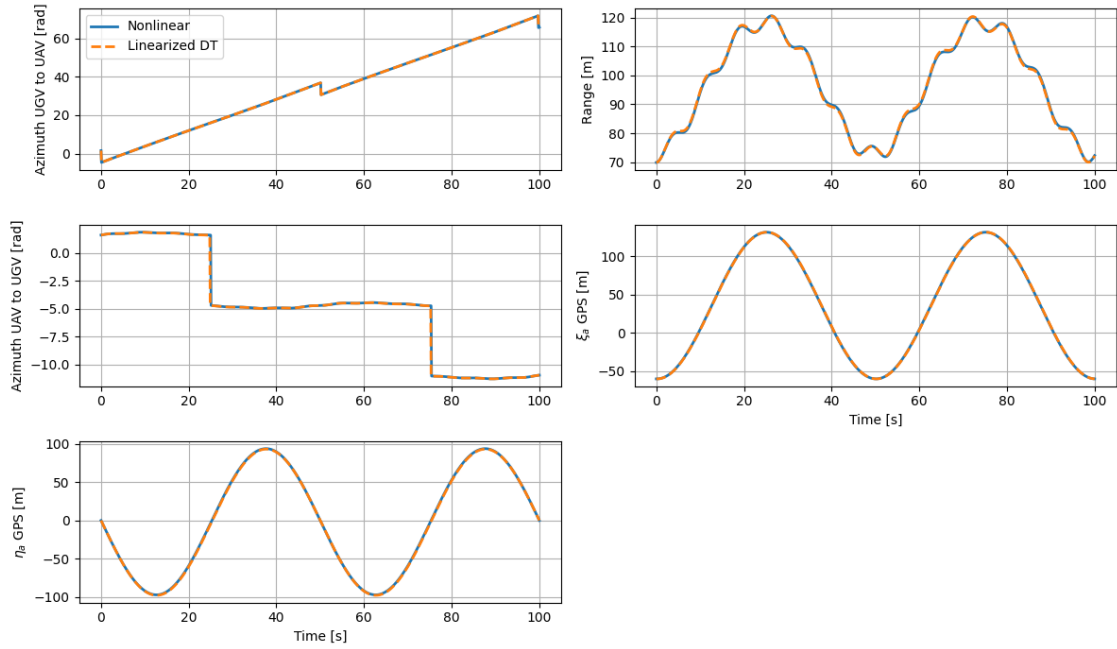 Azimuth UGV to UAV [rad]
60
40
20
0
Nonlinear
Linearized DT
0 20 40 60 80 100
Range [m]
120
110
100
90
80
70
0 20 40 60 80 100
Azimuth UAV to UGV [rad]
0.0
−2.5
−5.0
−7.5
−10.0
0 20 40 60 80 100
ξa GPS [m]
100
50
0
−50
0 20 40 60 80 100
Time [s]
ηa GPS [m]
100
50
0
−50
−100
0 20 40 60 80 100
Time [s]